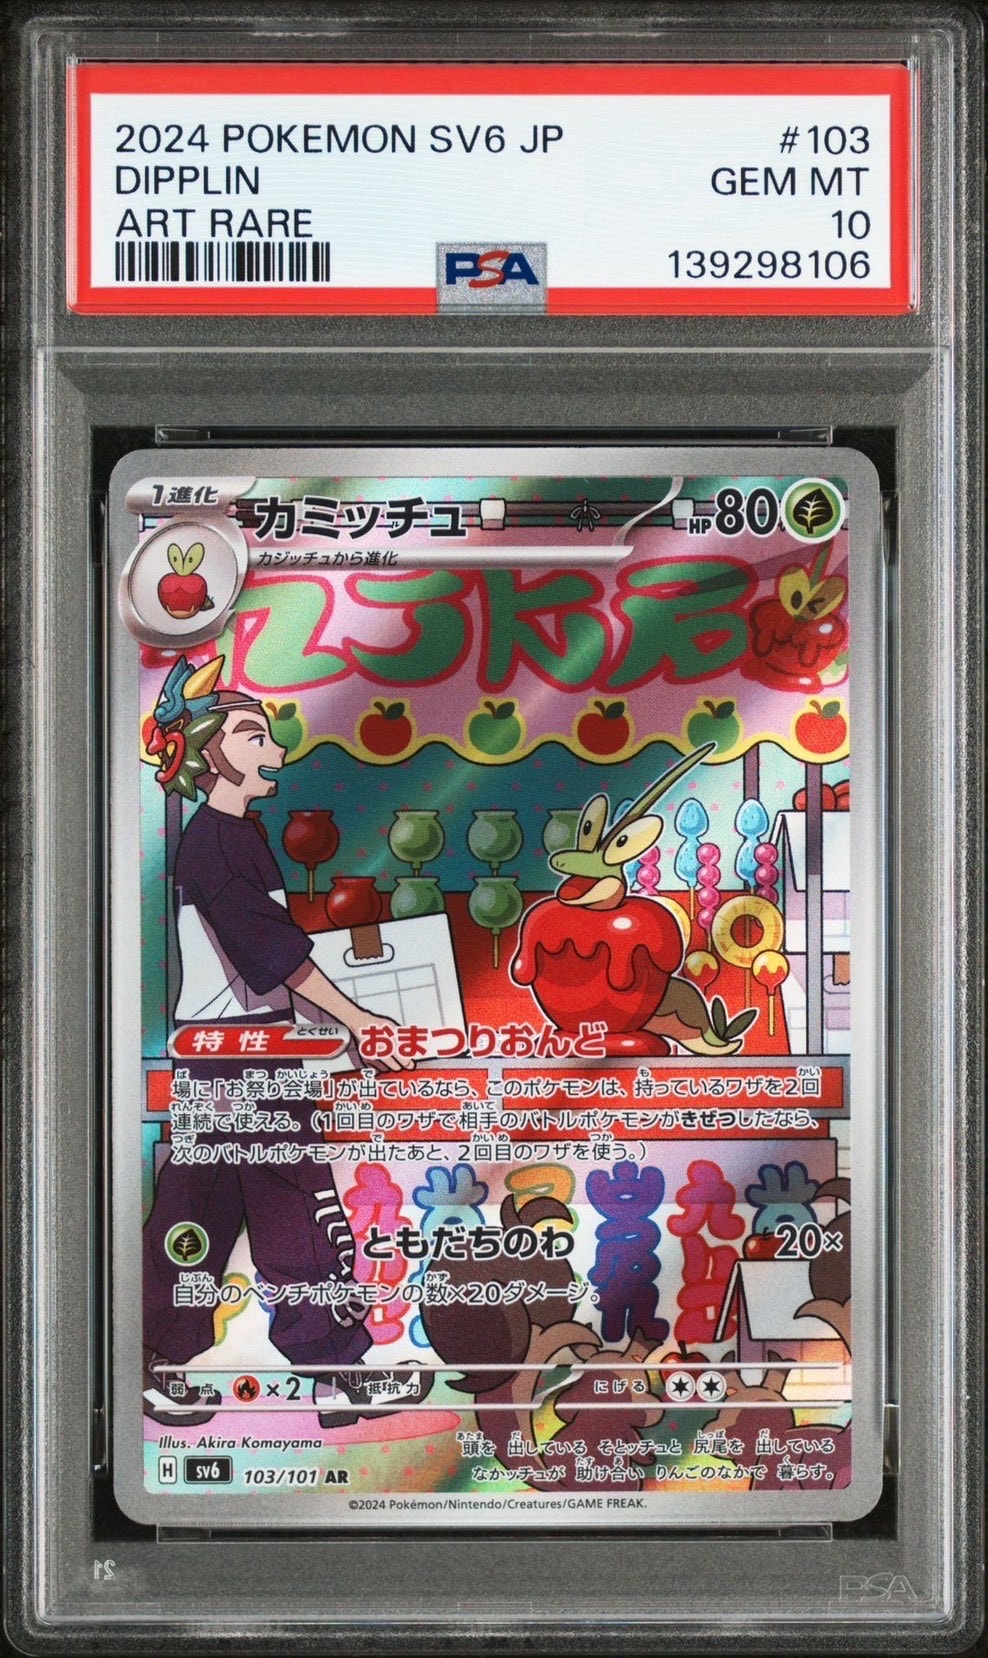 2024 POKEMON SV6 JP #103
DIPPLIN GEM MT
ART RARE 10
PSA 139298106
1進化 カミッチュ HP80
カジッチュから進化
特性 とくせい おまつりおんど
場に「お祭り会場」が出ているなら、このポケモンは、持っているワザを2回
連続で使える。(1回目のワザで相手のバトルポケモンがきぜつしたなら、
次のバトルポケモンが出たあと、2回目のワザを使う。)
ともだちのわ 20×
自分のベンチポケモンの数×20ダメージ。
弱点 ×2 抵抗力 にげる
Illus. Akira Komayama
頭を 出している そとッチュと 尻尾を 出している
なかッチュが 助け合い りんごのなかで 暮らす。
H sv6 103/101 AR
©2024 Pokémon/Nintendo/Creatures/GAME FREAK.
21
PSA